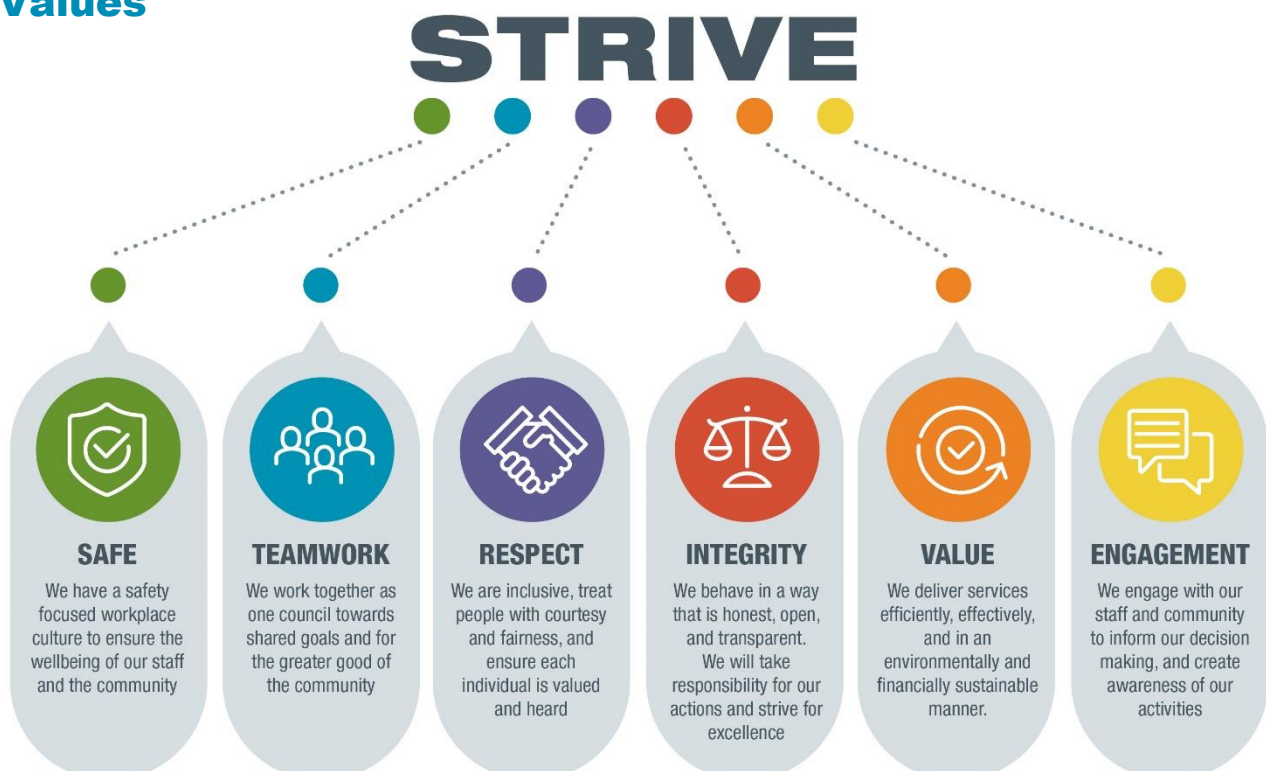 Values
STRIVE
SAFE
We have a safety
focused workplace
culture to ensure the
wellbeing of our staff
and the community
TEAMWORK
We work together as
one council towards
shared goals and for
the greater good of
the community
RESPECT
We are inclusive, treat
people with courtesy
and fairness, and
ensure each
individual is valued
and heard
INTEGRITY
We behave in a way
that is honest, open,
and transparent.
We will take
responsibility for our
actions and strive for
excellence
VALUE
We deliver services
efficiently, effectively,
and in an
environmentally and
financially sustainable
manner.
ENGAGEMENT
We engage with our
staff and community
to inform our decision
making, and create
awareness of our
activities